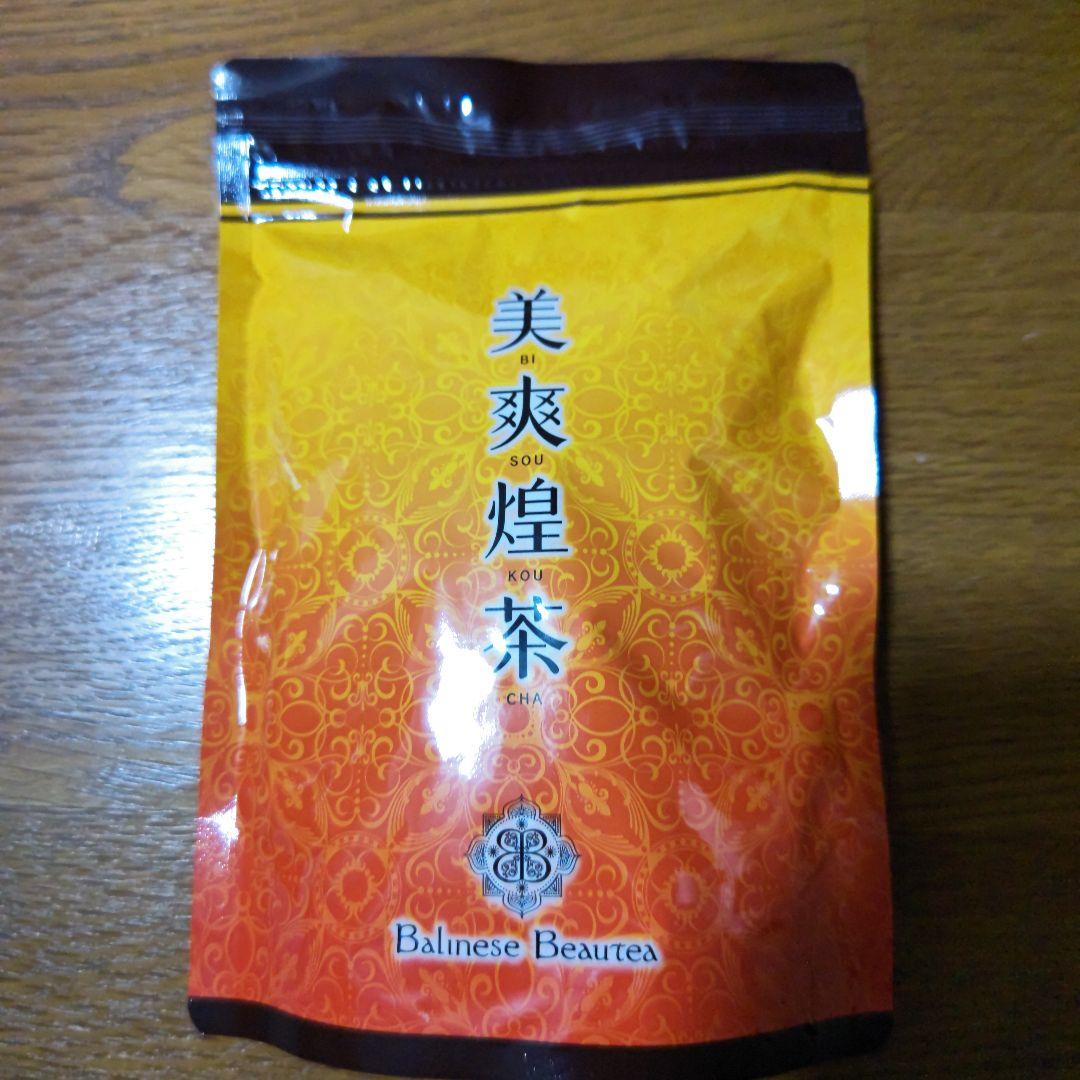 美
BI
爽
SOU
煌
KOU
茶
CHA
Balinese Beautea